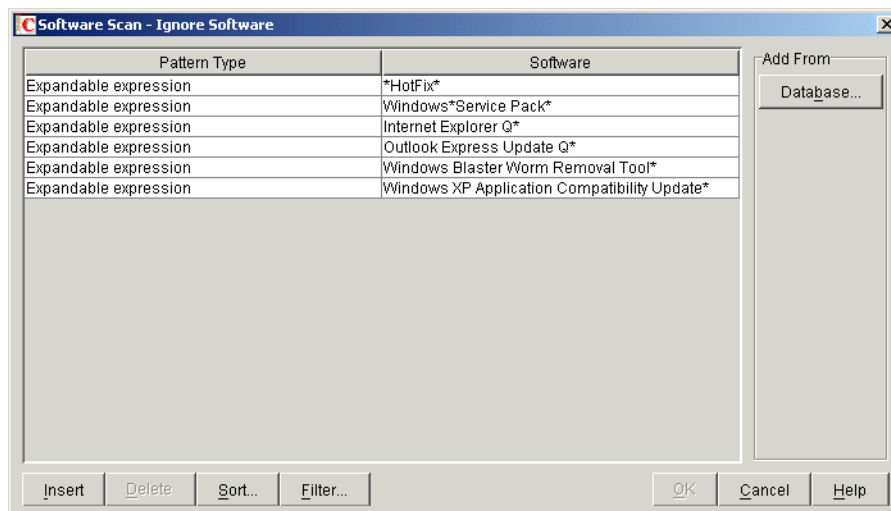 Software Scan - Ignore Software
Pattern Type Software
Expandable expression *HotFix*
Expandable expression Windows*Service Pack*
Expandable expression Internet Explorer Q*
Expandable expression Outlook Express Update Q*
Expandable expression Windows Blaster Worm Removal Tool*
Expandable expression Windows XP Application Compatibility Update*
Add From
Database...
Insert Delete Sort... Filter... OK Cancel Help